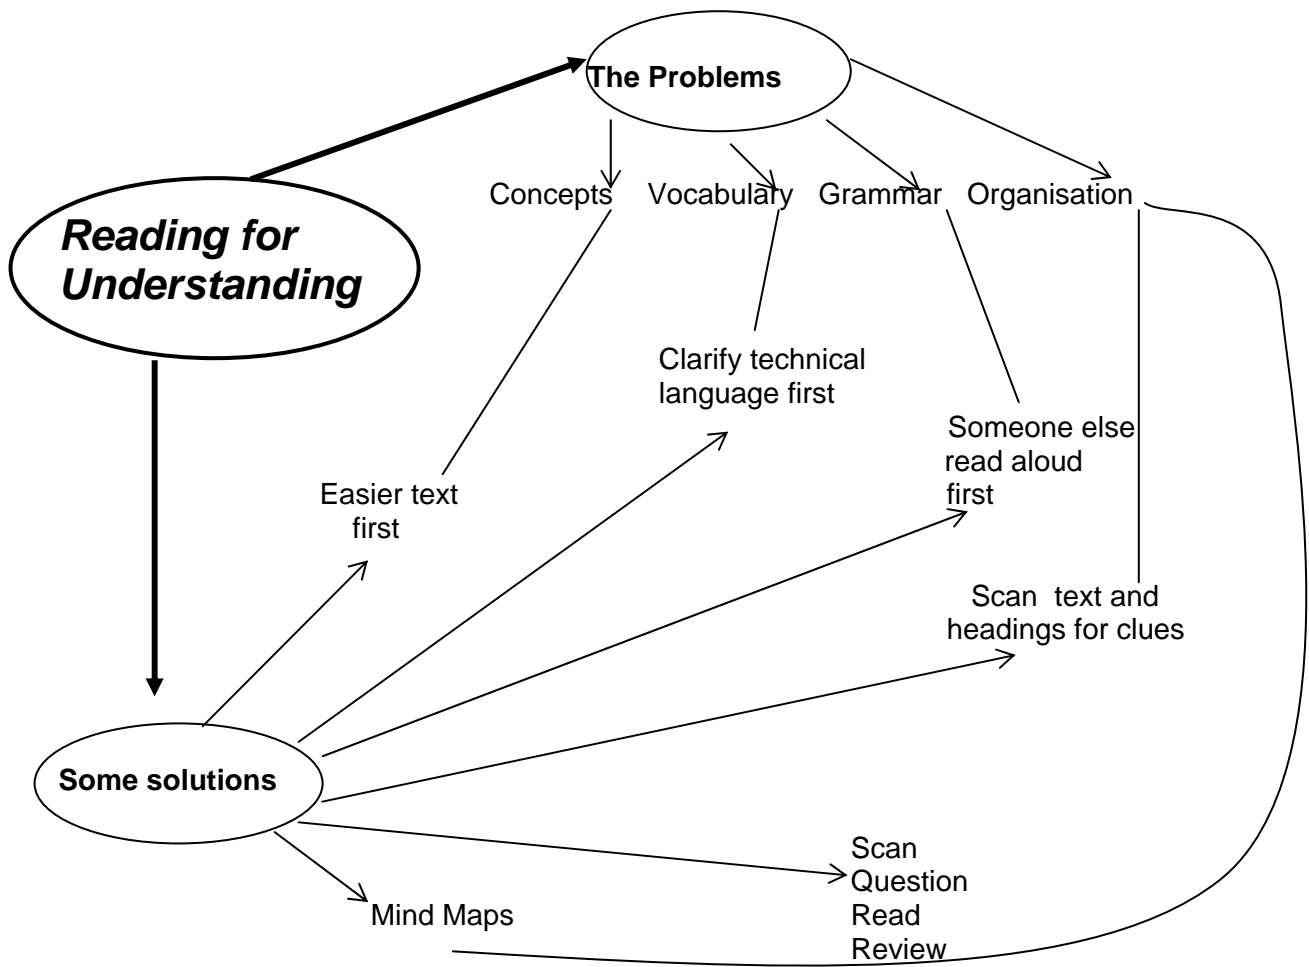 The Problems
Concepts
Vocabulary
Grammar
Organisation
Reading for
Understanding
Clarify technical
language first
Someone else
read aloud
first
Easier text
first
Scan text and
headings for clues
Some solutions
Scan
Question
Read
Review
Mind Maps